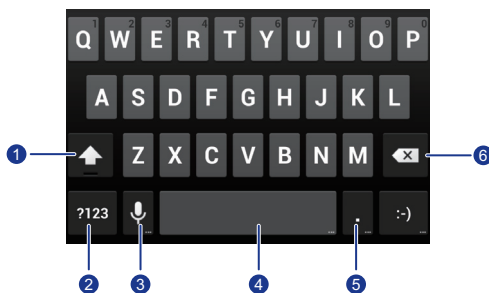 1 2 3 4 5 6 7 8 9 0
Q W E R T Y U I O P
A S D F G H J K L
1 Z X C V B N M 6
?123 ... ... . ... :-) ...
2 3 4 5